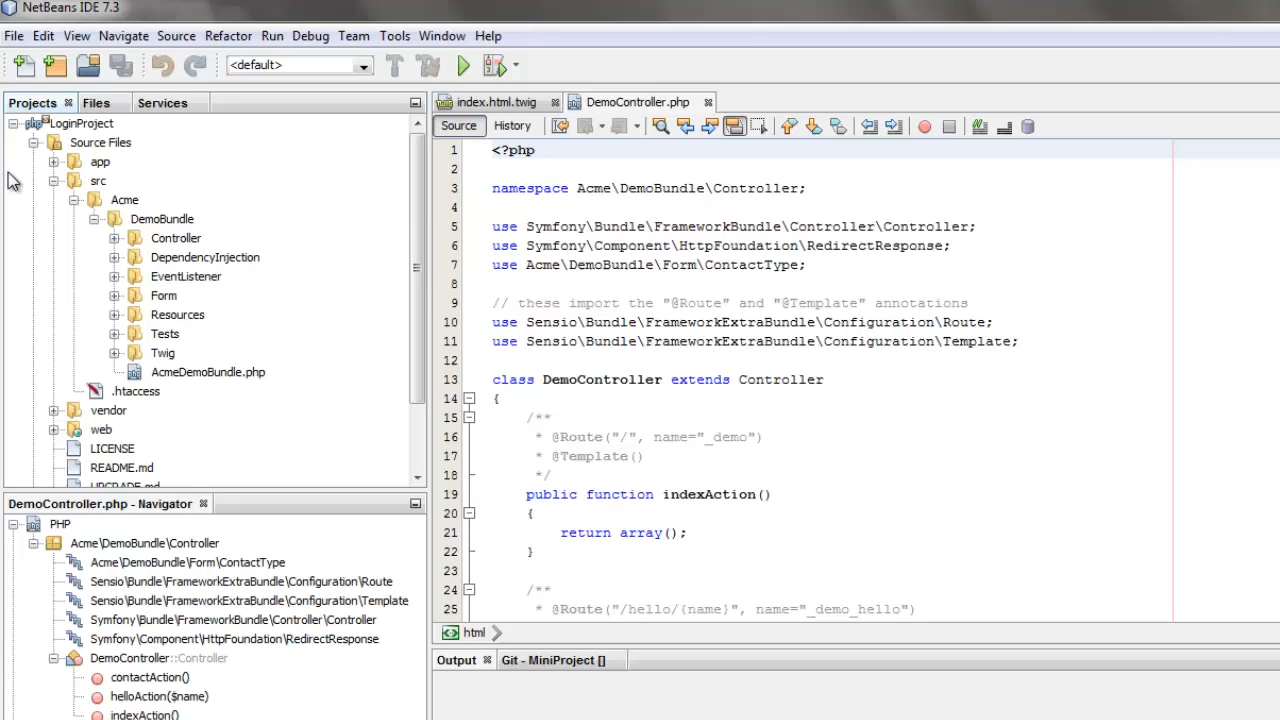 NetBeans IDE 7.3
File Edit View Navigate Source Refactor Run Debug Team Tools Window Help
<default>
Projects Files Services
LoginProject
Source Files
app
src
Acme
DemoBundle
Controller
DependencyInjection
EventListener
Form
Resources
Tests
Twig
AcmeDemoBundle.php
.htaccess
vendor
web
LICENSE
README.md
UPGRADE.md
DemoController.php - Navigator
PHP
Acme\DemoBundle\Controller
Acme\DemoBundle\Form\ContactType
Sensio\Bundle\FrameworkExtraBundle\Configuration\Route
Sensio\Bundle\FrameworkExtraBundle\Configuration\Template
Symfony\Bundle\FrameworkBundle\Controller\Controller
Symfony\Component\HttpFoundation\RedirectResponse
DemoController::Controller
contactAction()
helloAction($name)
indexAction()
index.html.twig DemoController.php
Source History
1 <?php
2
3 namespace Acme\DemoBundle\Controller;
4
5 use Symfony\Bundle\FrameworkBundle\Controller\Controller;
6 use Symfony\Component\HttpFoundation\RedirectResponse;
7 use Acme\DemoBundle\Form\ContactType;
8
9 // these import the "@Route" and "@Template" annotations
10 use Sensio\Bundle\FrameworkExtraBundle\Configuration\Route;
11 use Sensio\Bundle\FrameworkExtraBundle\Configuration\Template;
12
13 class DemoController extends Controller
14 {
15 /**
16 * @Route("/", name="_demo")
17 * @Template()
18 */
19 public function indexAction()
20 {
21 return array();
22 }
23
24 /**
25 * @Route("/hello/{name}", name="_demo_hello")
html
Output Git - MiniProject []